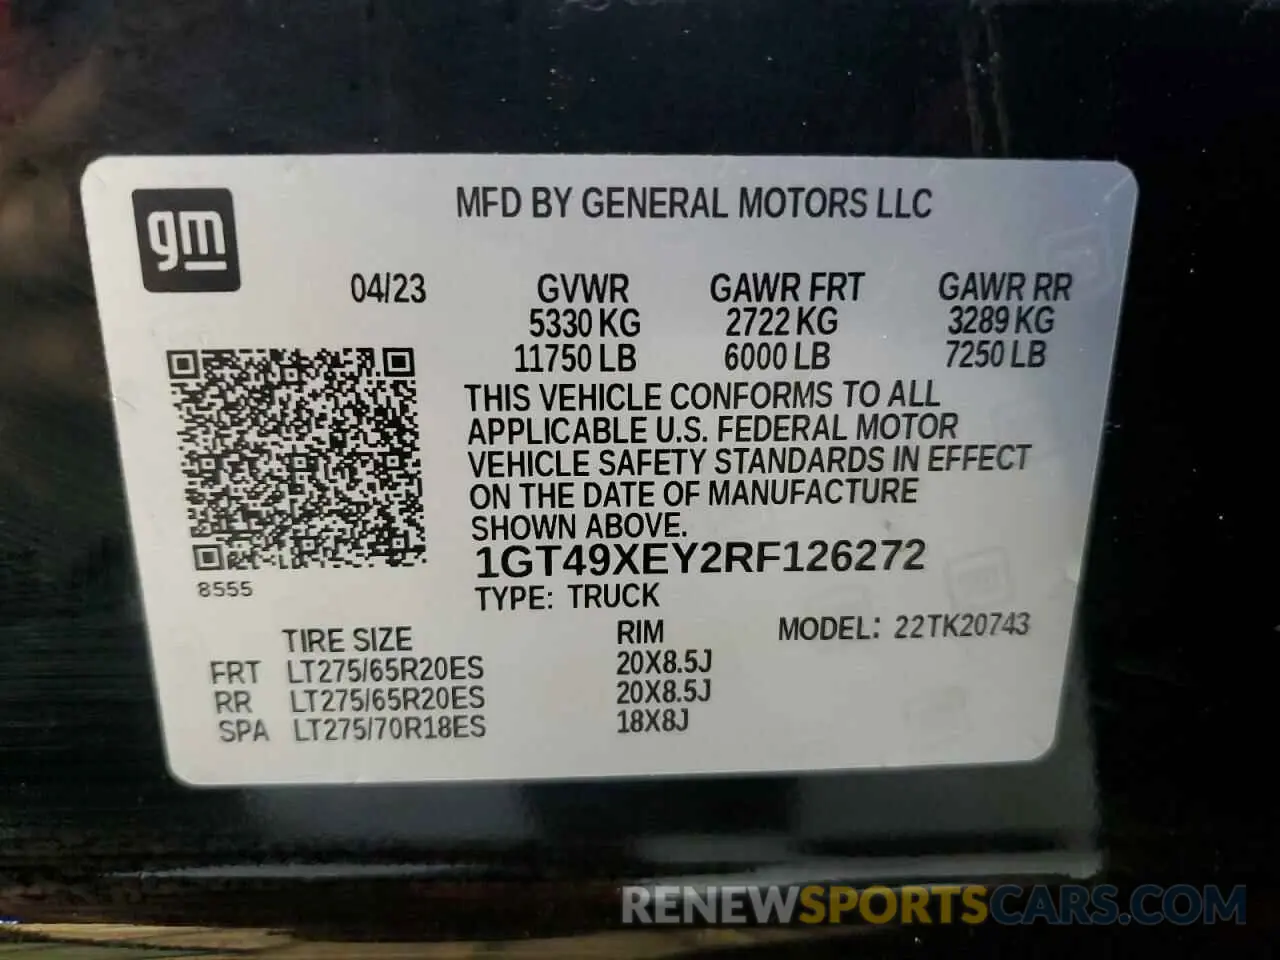 gm
MFD BY GENERAL MOTORS LLC
04/23 GVWR GAWR FRT GAWR RR
5330 KG 2722 KG 3289 KG
11750 LB 6000 LB 7250 LB
THIS VEHICLE CONFORMS TO ALL
APPLICABLE U.S. FEDERAL MOTOR
VEHICLE SAFETY STANDARDS IN EFFECT
ON THE DATE OF MANUFACTURE
SHOWN ABOVE.
1GT49XEY2RF126272
8555
TYPE: TRUCK
MODEL: 22TK20743
TIRE SIZE RIM
FRT LT275/65R20ES 20X8.5J
RR LT275/65R20ES 20X8.5J
SPA LT275/70R18ES 18X8J
RENEWSPORTSCARS.COM